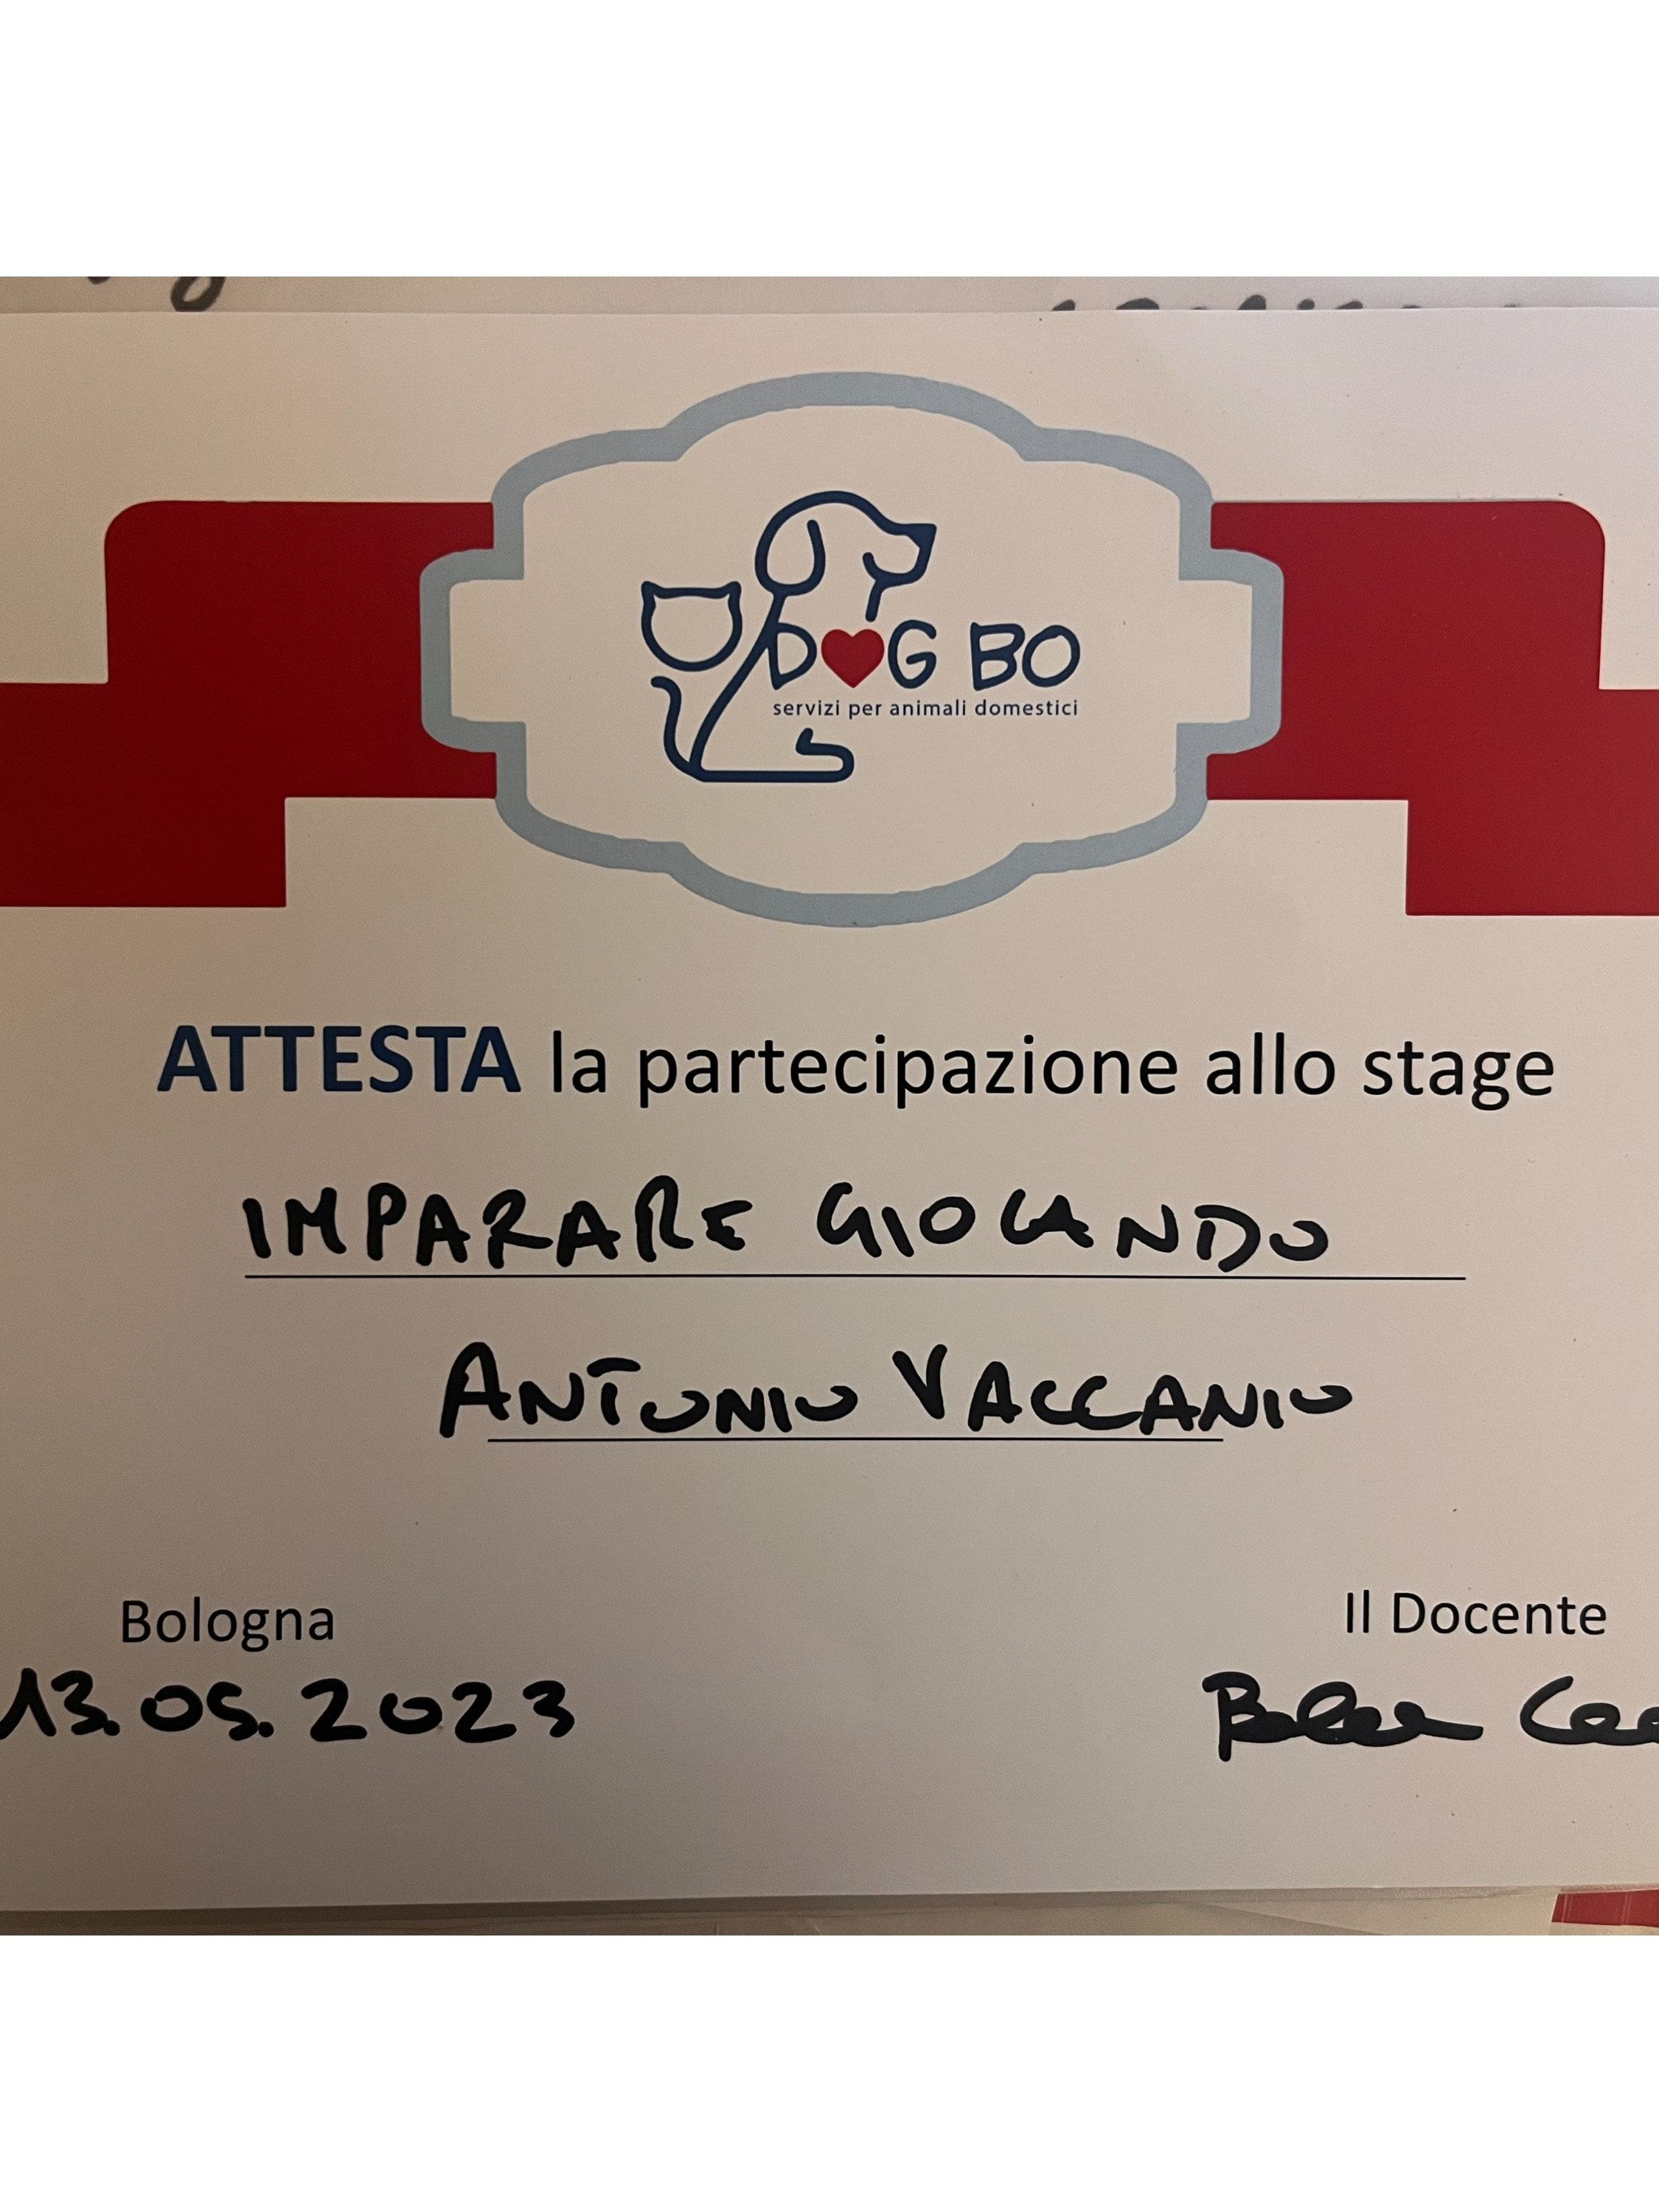 DOG BO
servizi per animali domestici
ATTESTA la partecipazione allo stage
IMPARARE GIOCANDO
ANTONIO VACCANIO
Bologna
Il Docente
13.05.2023